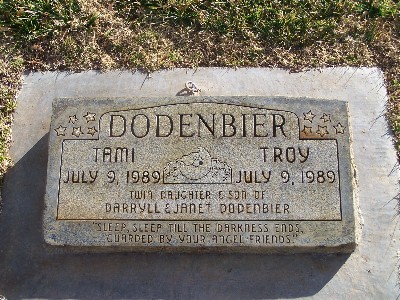 DODENBIER
TAMI TROY
JULY 9, 1989 JULY 9, 1989
TWIN DAUGHTER & SON OF
DARRYLL & JANET DODENBIER
"SLEEP, SLEEP TILL THE DARKNESS ENDS,
GUARDED BY YOUR ANGEL FRIENDS."